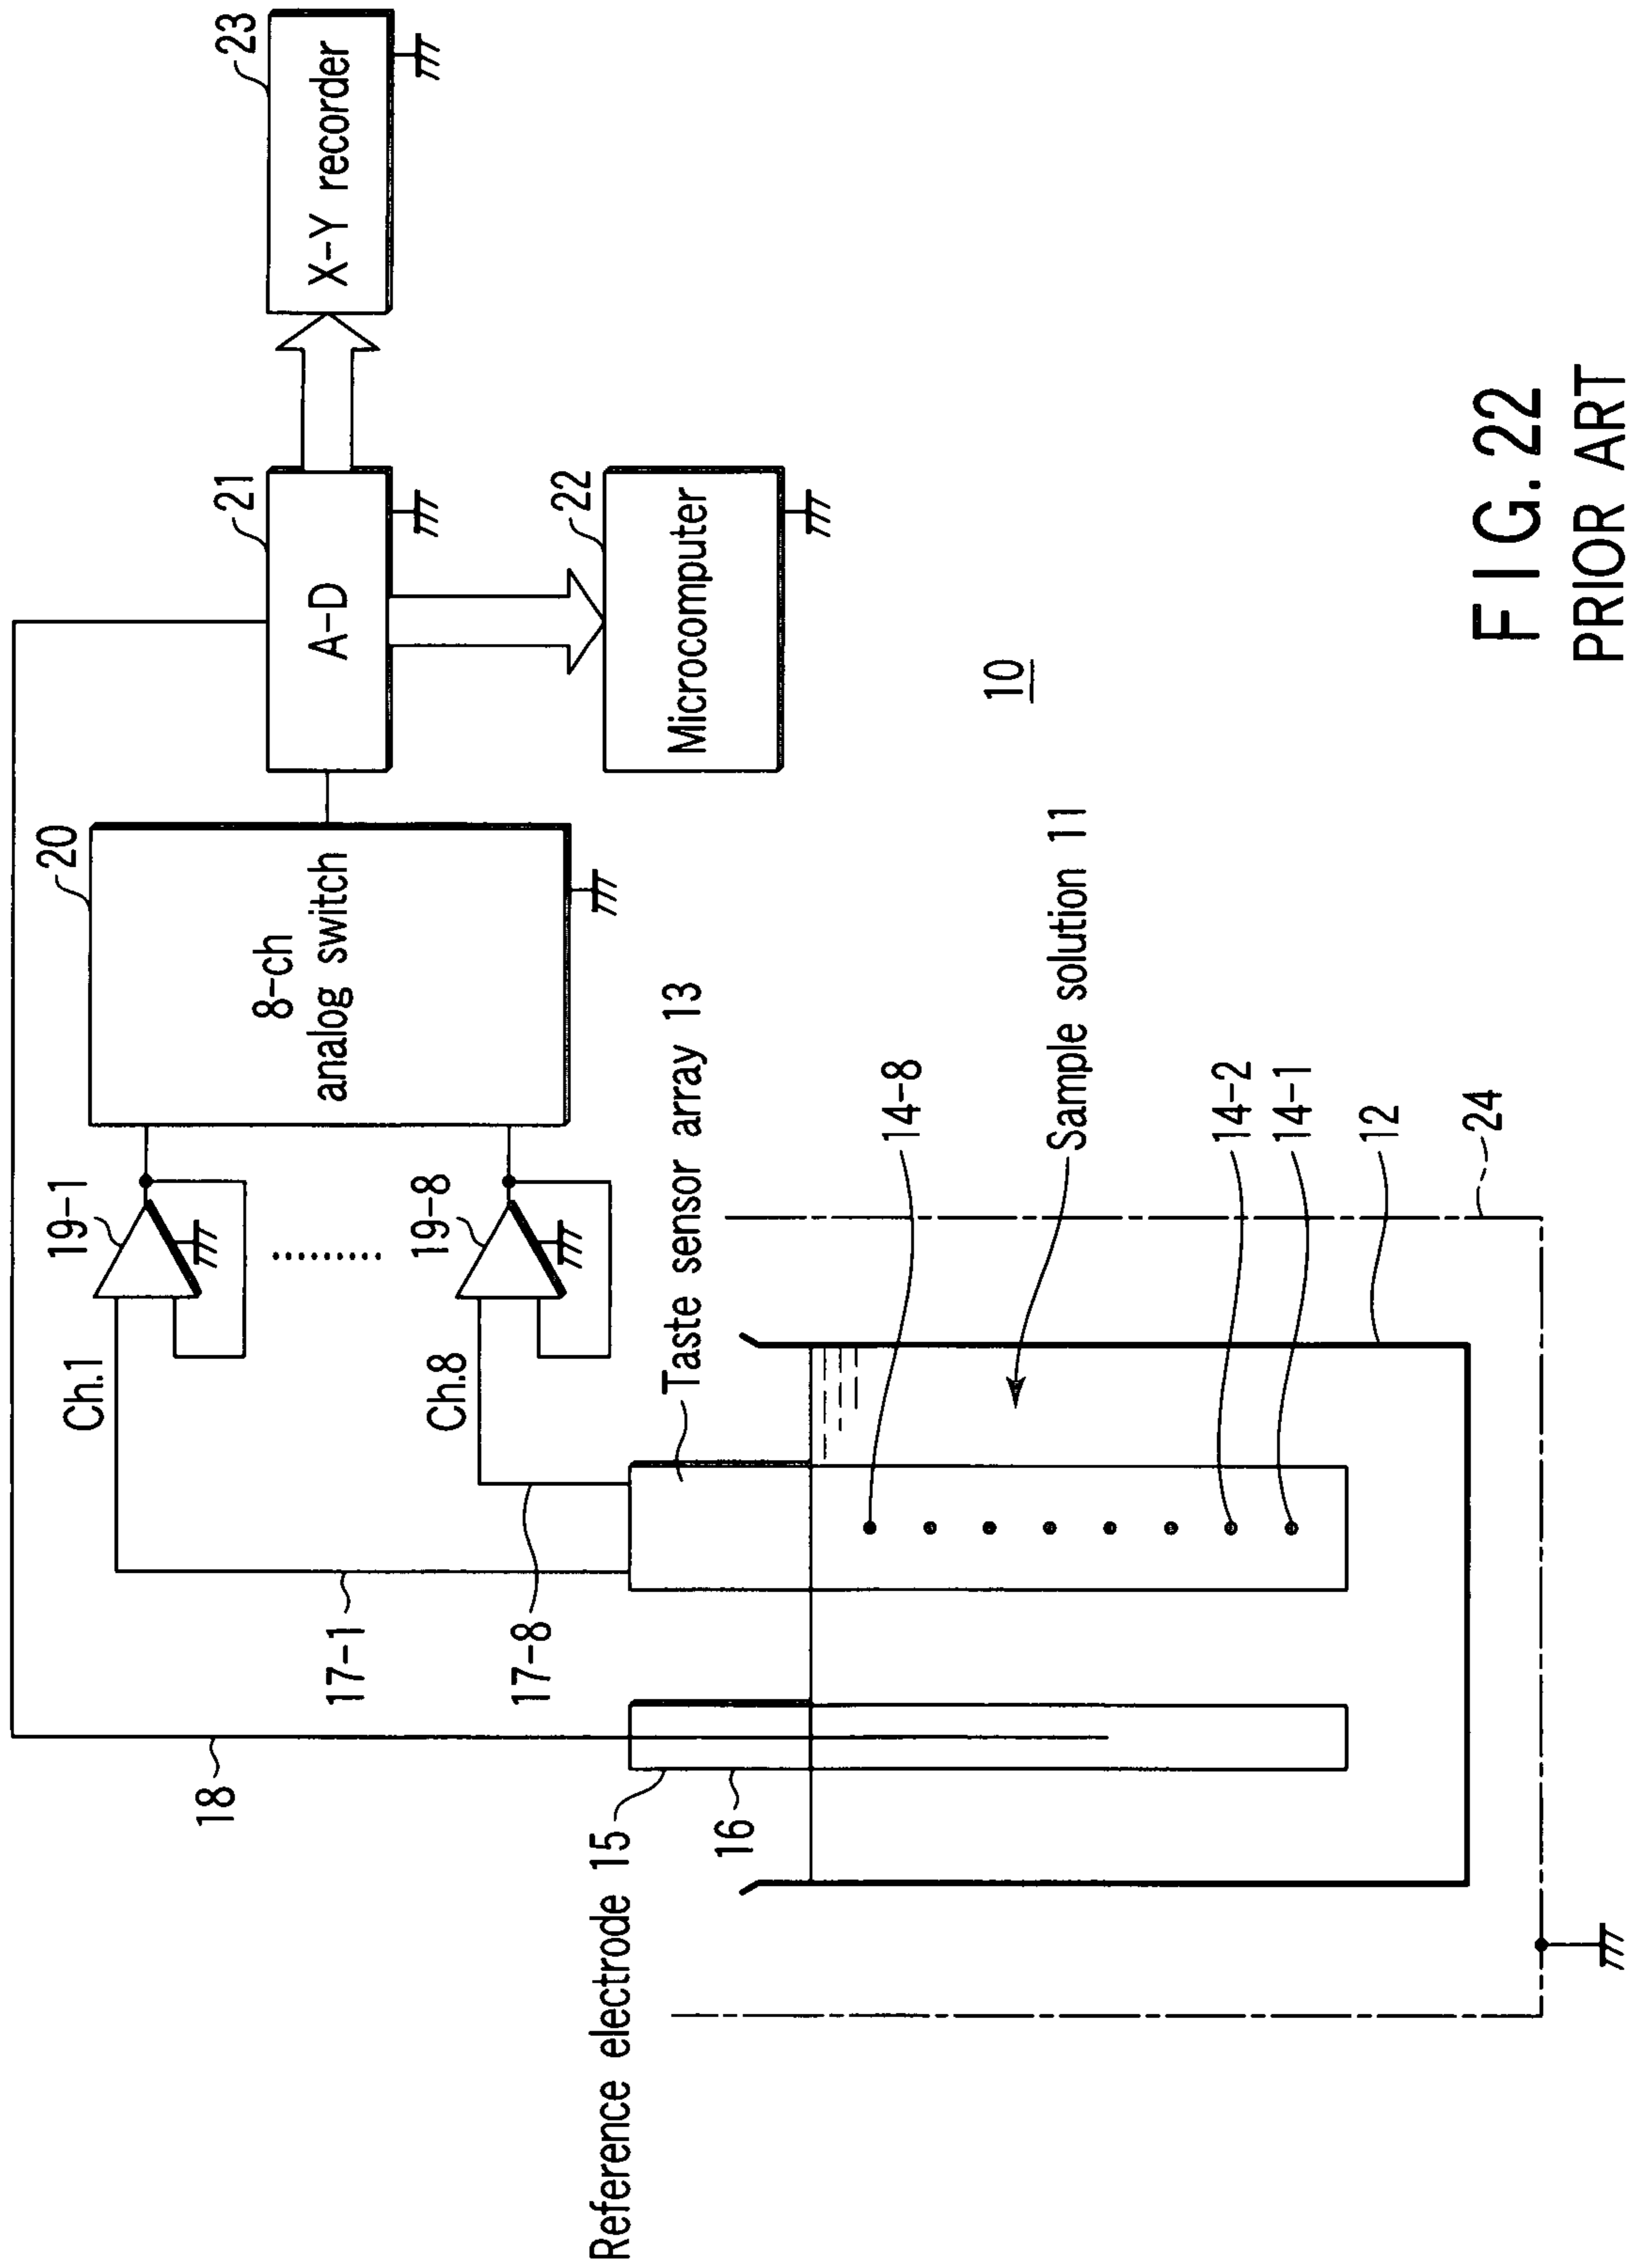 18
17-1
17-8
Ch.1
Ch.8
19-1
19-8
20
8-ch
analog switch
21
A-D
23
X-Y recorder
22
Microcomputer
Reference electrode 15
16
Taste sensor array 13
14-8
Sample solution 11
14-2
14-1
12
24
10
FIG. 22
PRIOR ART